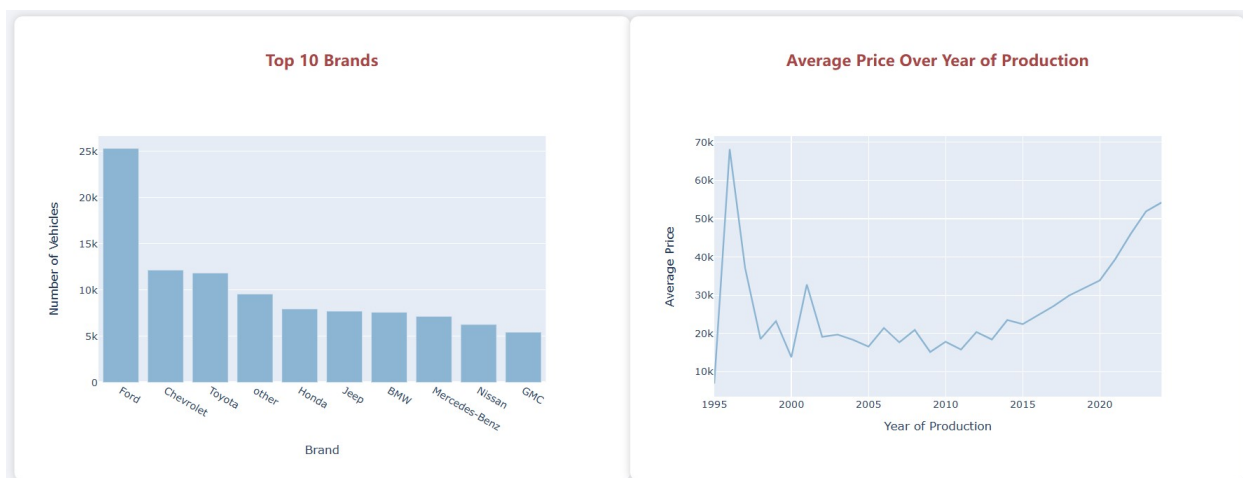 Top 10 Brands
25k
20k
15k
10k
5k
0
Number of Vehicles
Ford
Chevrolet
Toyota
other
Honda
Jeep
BMW
Mercedes-Benz
Nissan
GMC
Brand
Average Price Over Year of Production
70k
60k
50k
40k
30k
20k
10k
Average Price
1995
2000
2005
2010
2015
2020
Year of Production